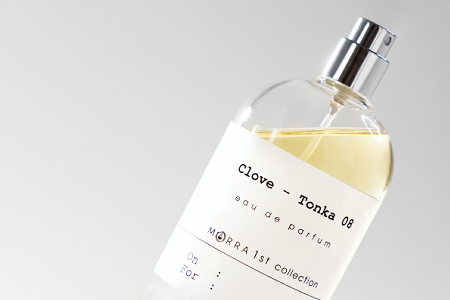 Clove - Tonka 08
eau de parfum
MORRA 1st collection
On :
For :